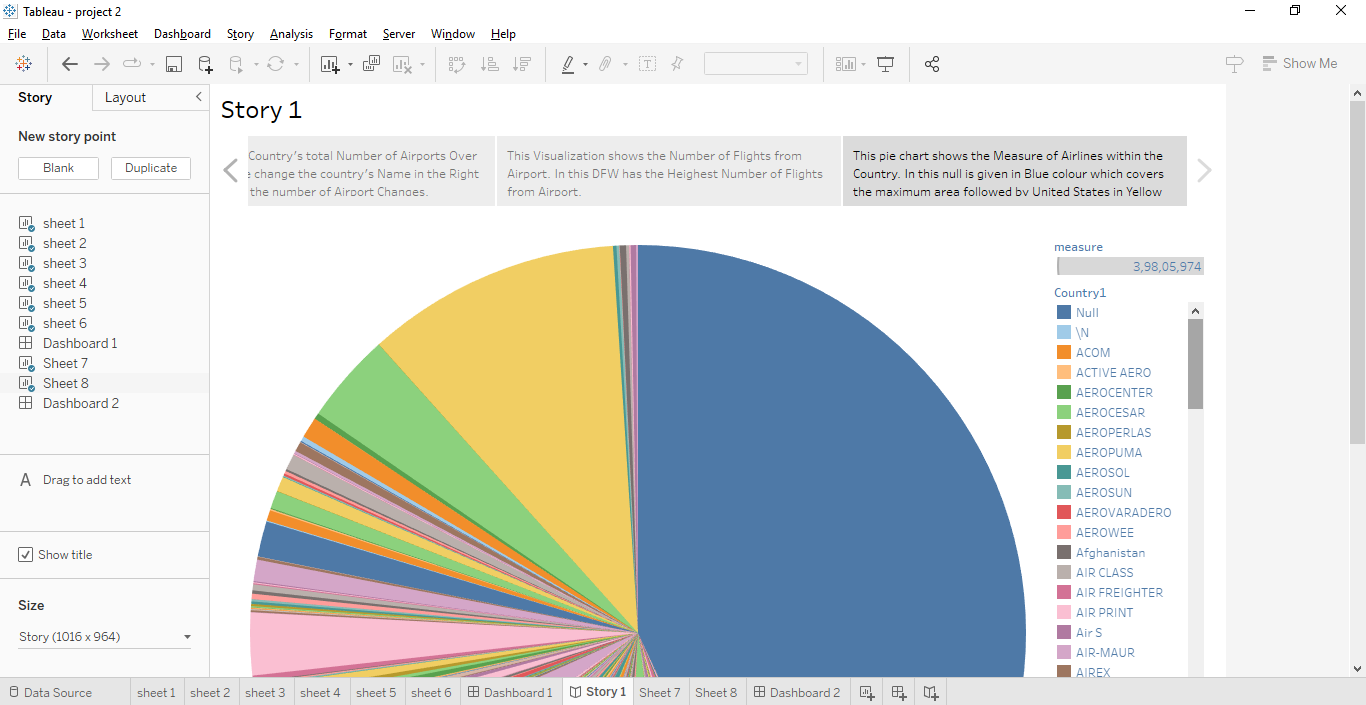 Tableau - project 2
File Data Worksheet Dashboard Story Analysis Format Server Window Help
Show Me
Story Layout
New story point
Blank Duplicate
sheet 1
sheet 2
sheet 3
sheet 4
sheet 5
sheet 6
Dashboard 1
Sheet 7
Sheet 8
Dashboard 2
A Drag to add text
Show title
Size
Story (1016 x 964)
Story 1
Country's total Number of Airports Over
change the country's Name in the Right
the number of Airport Changes.
This Visualization shows the Number of Flights from
Airport. In this DFW has the Heighest Number of Flights
from Airport.
This pie chart shows the Measure of Airlines within the
Country. In this null is given in Blue colour which covers
the maximum area followed by United States in Yellow
measure
3,98,05,974
Country1
Null
\N
ACOM
ACTIVE AERO
AEROCENTER
AEROCESAR
AEROPERLAS
AEROPUMA
AEROSOL
AEROSUN
AEROVARADERO
AEROWEE
Afghanistan
AIR CLASS
AIR FREIGHTER
AIR PRINT
Air S
AIR-MAUR
AIREX
Data Source sheet 1 sheet 2 sheet 3 sheet 4 sheet 5 sheet 6 Dashboard 1 Story 1 Sheet 7 Sheet 8 Dashboard 2